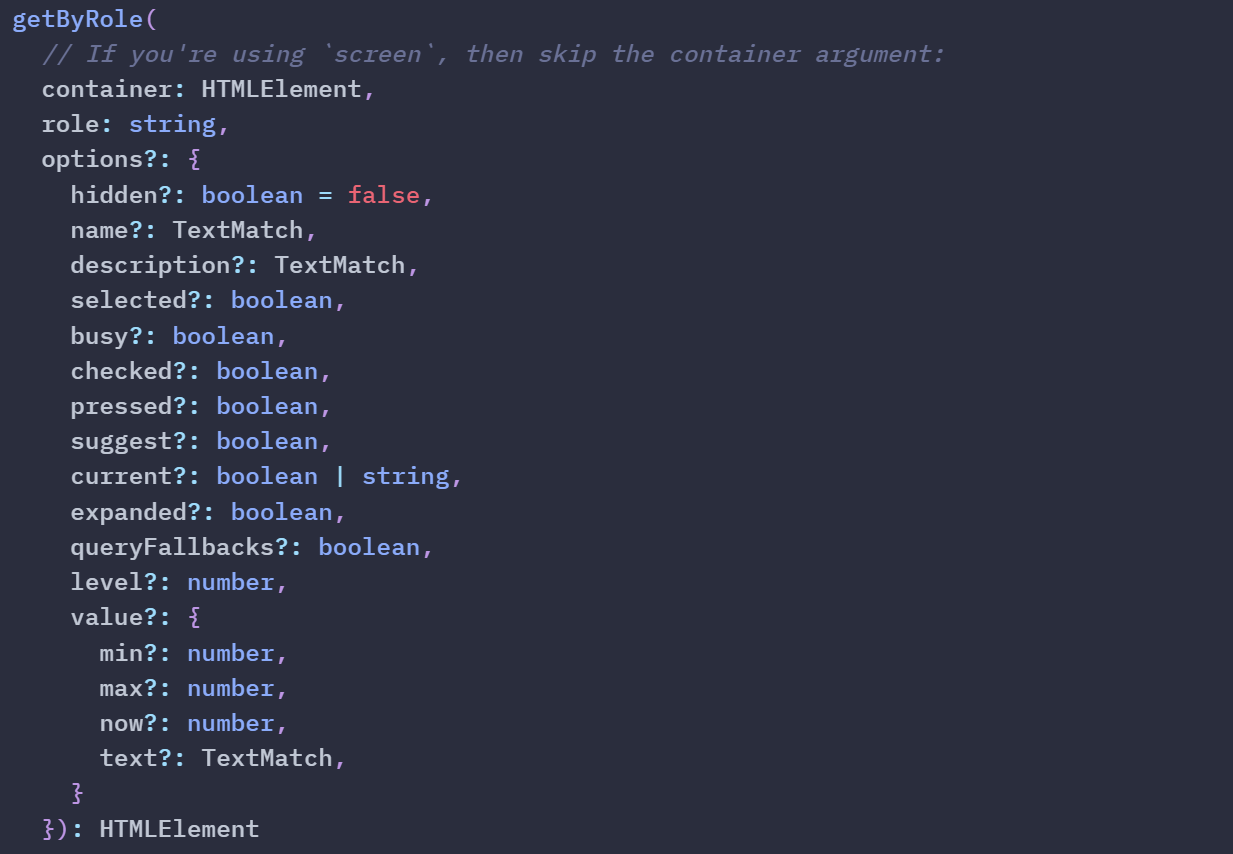 getByRole(
  // If you're using `screen`, then skip the container argument:
  container: HTMLElement,
  role: string,
  options?: {
    hidden?: boolean = false,
    name?: TextMatch,
    description?: TextMatch,
    selected?: boolean,
    busy?: boolean,
    checked?: boolean,
    pressed?: boolean,
    suggest?: boolean,
    current?: boolean | string,
    expanded?: boolean,
    queryFallbacks?: boolean,
    level?: number,
    value?: {
      min?: number,
      max?: number,
      now?: number,
      text?: TextMatch,
    }
  }): HTMLElement